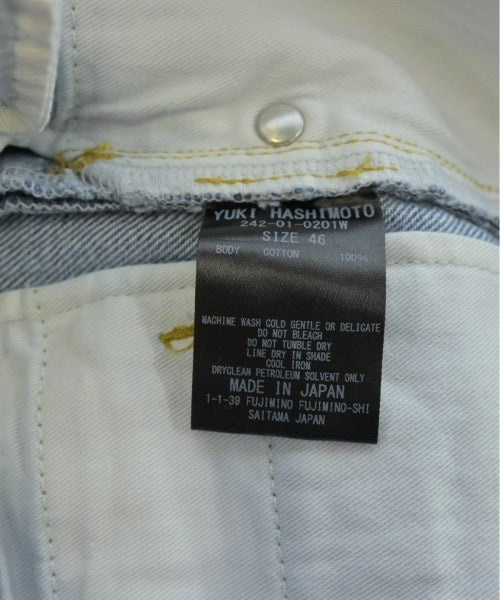 YUKI HASHIMOTO
242-01-0201W
SIZE 46
BODY COTTON 100%
MACHINE WASH COLD GENTLE OR DELICATE
DO NOT BLEACH
DO NOT TUMBLE DRY
LINE DRY IN SHADE
COOL IRON
DRYCLEAN PETROLEUM SOLVENT ONLY
MADE IN JAPAN
1-1-39 FUJIMINO FUJIMINO-SHI
SAITAMA JAPAN